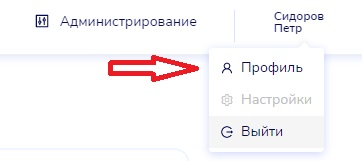 Администрирование
Сидоров
Петр
Профиль
Настройки
Выйти